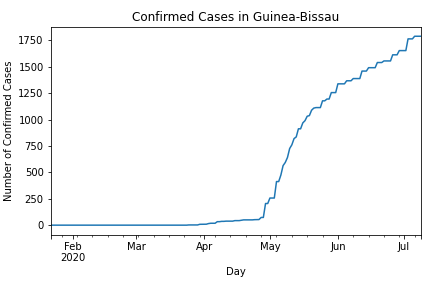 Confirmed Cases in Guinea-Bissau
1750
1500
1250
1000
750
500
250
0
Number of Confirmed Cases
Feb Mar Apr May Jun Jul
2020
Day